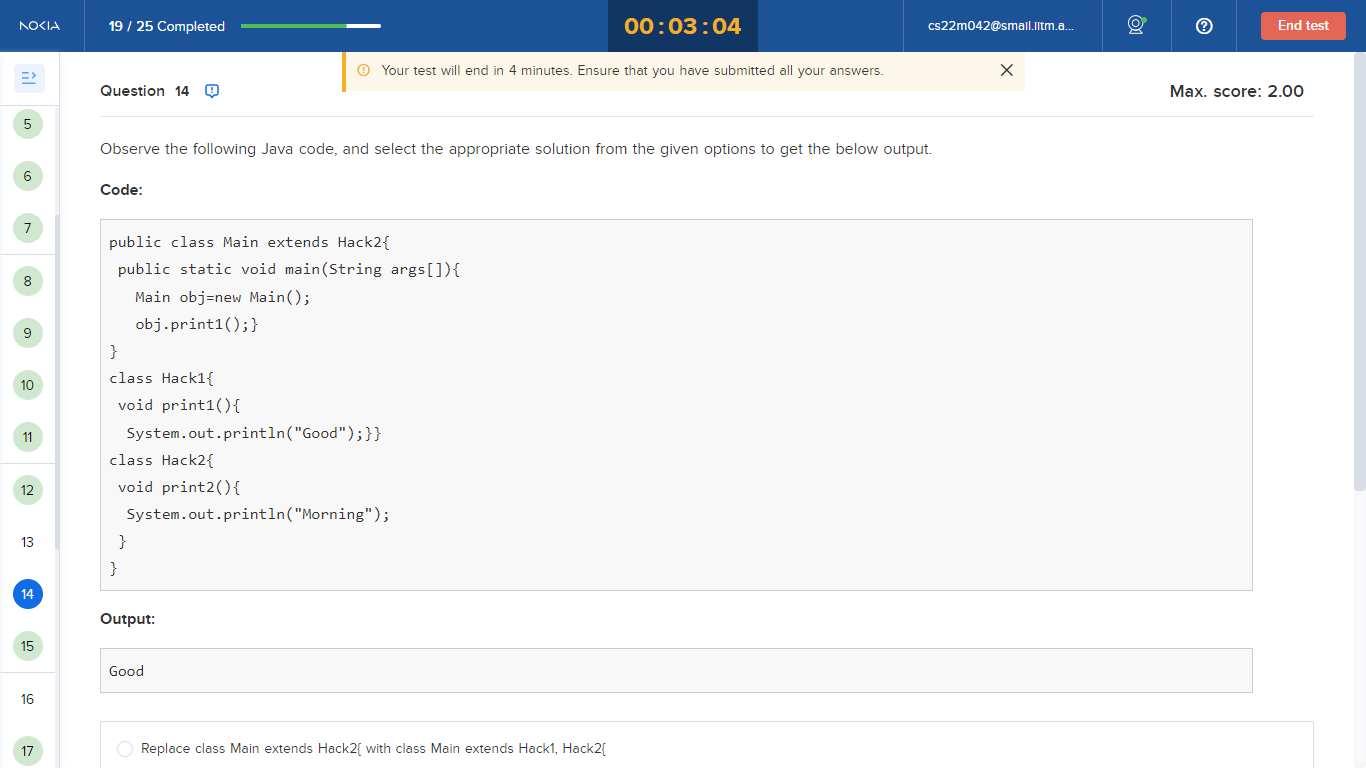 NOKIA
19 / 25 Completed
00 : 03 : 04
cs22m042@smail.iitm.a...
End test
Your test will end in 4 minutes. Ensure that you have submitted all your answers.
Question 14
Max. score: 2.00
5
6
7
8
9
10
11
12
13
14
15
16
17
Observe the following Java code, and select the appropriate solution from the given options to get the below output.
Code:
public class Main extends Hack2{
 public static void main(String args[]){
   Main obj=new Main();
   obj.print1();}
}
class Hack1{
 void print1(){
  System.out.println("Good");}}
class Hack2{
 void print2(){
  System.out.println("Morning");
 }
}
Output:
Good
Replace class Main extends Hack2{ with class Main extends Hack1, Hack2{